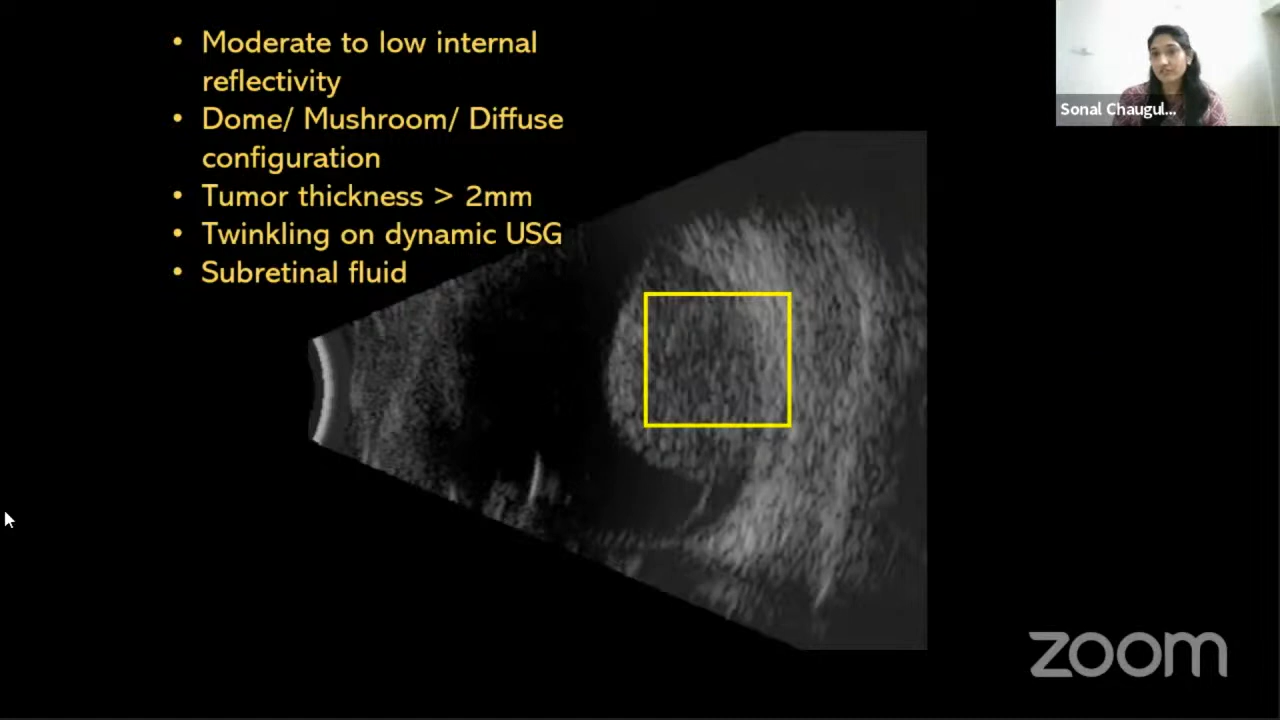 • Moderate to low internal
reflectivity
• Dome/ Mushroom/ Diffuse
configuration
• Tumor thickness > 2mm
• Twinkling on dynamic USG
• Subretinal fluid
Sonal Chaugul...
zoom